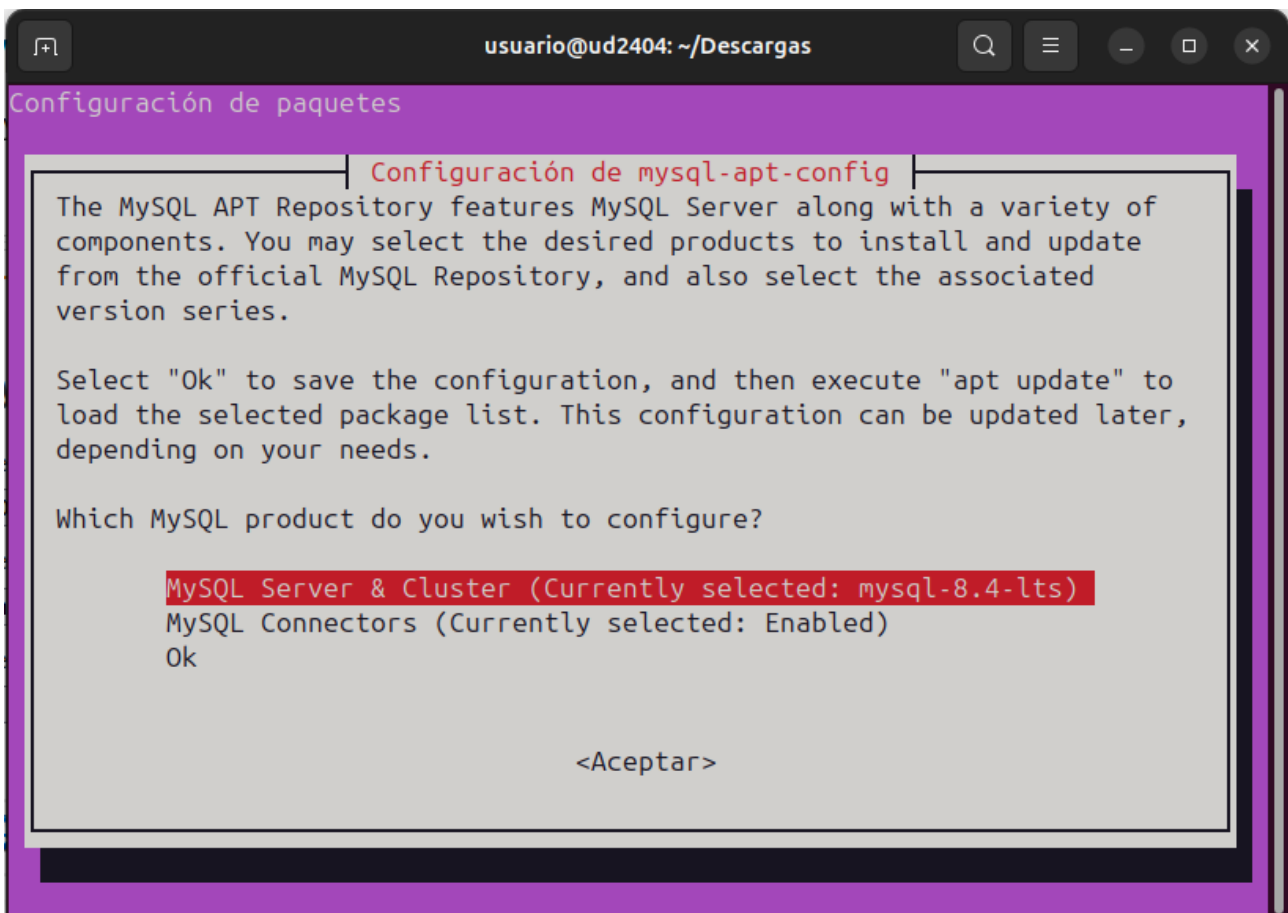 usuario@ud2404: ~/Descargas
Configuración de paquetes
Configuración de mysql-apt-config
The MySQL APT Repository features MySQL Server along with a variety of
components. You may select the desired products to install and update
from the official MySQL Repository, and also select the associated
version series.
Select "Ok" to save the configuration, and then execute "apt update" to
load the selected package list. This configuration can be updated later,
depending on your needs.
Which MySQL product do you wish to configure?
MySQL Server & Cluster (Currently selected: mysql-8.4-lts)
MySQL Connectors (Currently selected: Enabled)
Ok
<Aceptar>